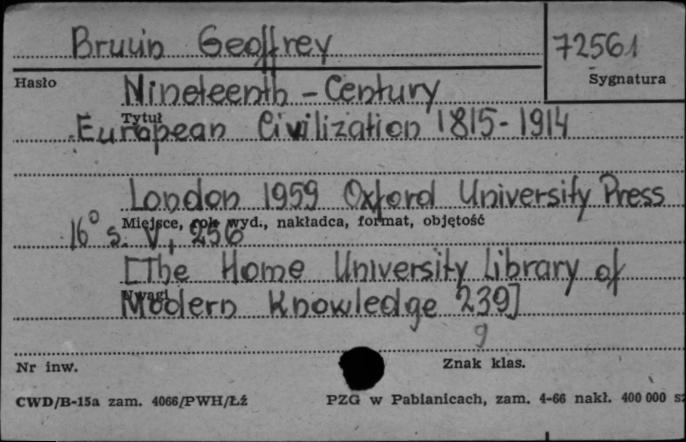 Bruun Geoffrey
72561
Hasło
Sygnatura
Nineteenth - Century
Tytuł
European Civilization 1815-1914
London 1959 Oxford University Press
Miejsce, rok wyd., nakładca, format, objętość
16° s. V, 256
[The Home University Library of
Uwagi
Modern Knowledge 239]
9
Nr inw.
Znak klas.
CWD/B-15a zam. 4066/PWH/Łź
PZG w Pabianicach, zam. 4-66 nakł. 400 000